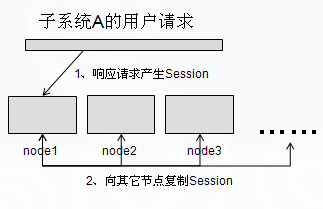 子系统A的用户请求
1、响应请求产生Session
node1
node2
node3
......
2、向其它节点复制Session